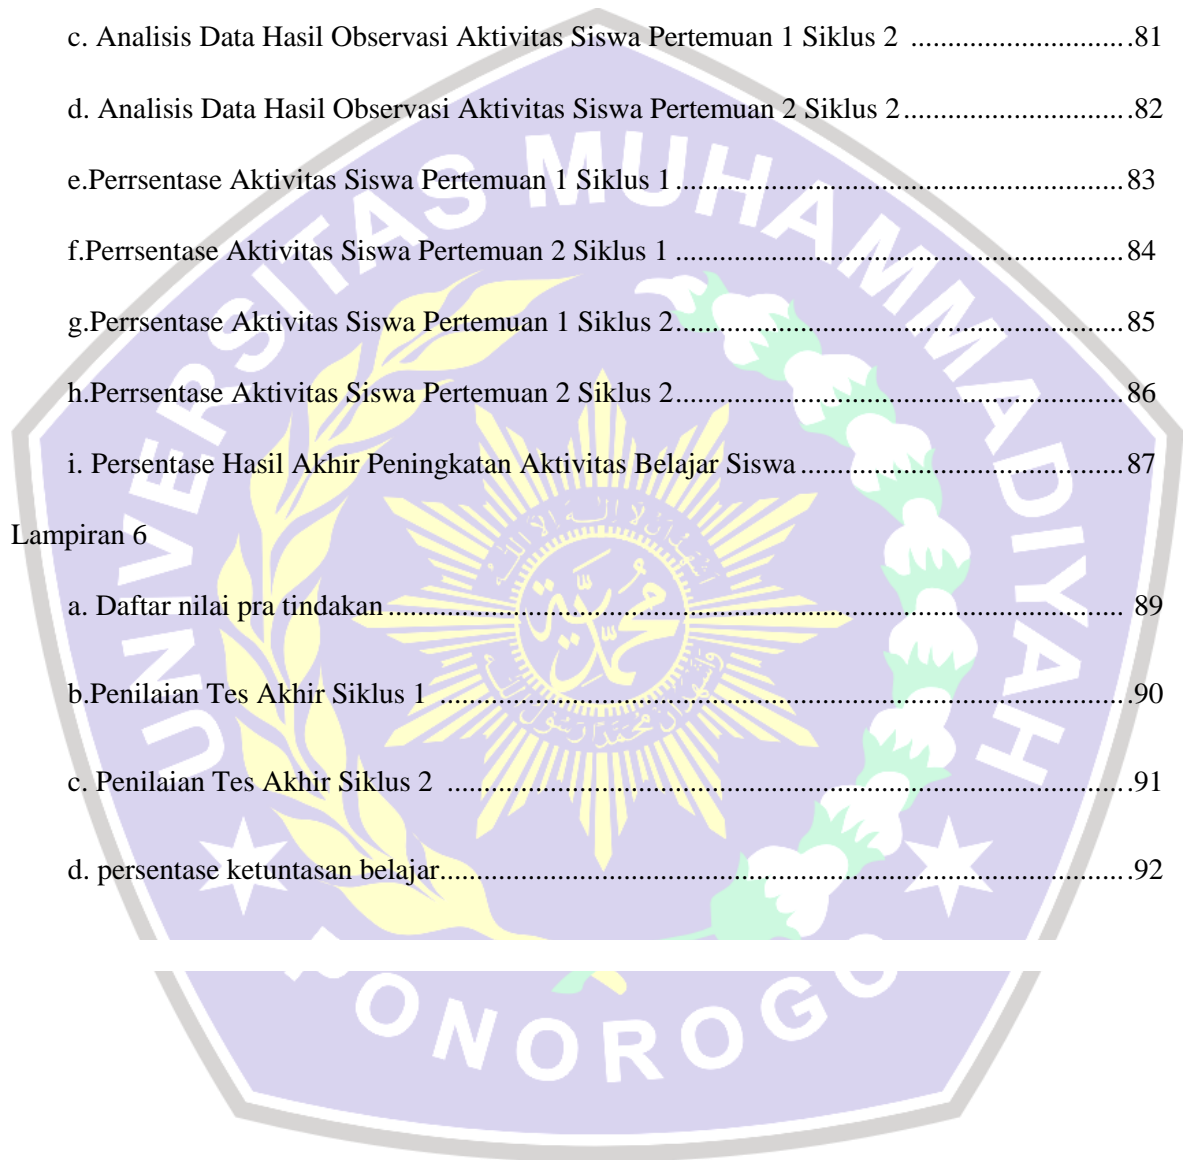 c. Analisis Data Hasil Observasi Aktivitas Siswa Pertemuan 1 Siklus 2 .............................81
d. Analisis Data Hasil Observasi Aktivitas Siswa Pertemuan 2 Siklus 2..............................82
e.Perrsentase Aktivitas Siswa Pertemuan 1 Siklus 1............................................................83
f.Perrsentase Aktivitas Siswa Pertemuan 2 Siklus 1 ............................................................84
g.Perrsentase Aktivitas Siswa Pertemuan 1 Siklus 2............................................................85
h.Perrsentase Aktivitas Siswa Pertemuan 2 Siklus 2............................................................86
i. Persentase Hasil Akhir Peningkatan Aktivitas Belajar Siswa ...........................................87
Lampiran 6
a. Daftar nilai pra tindakan.................................................................................................. 89
b.Penilaian Tes Akhir Siklus 1 ............................................................................................90
c. Penilaian Tes Akhir Siklus 2 ...........................................................................................91
d. persentase ketuntasan belajar............................................................................................92
UNIVERSITAS MUHAMMADIYAH
PONOROGO
محمدية